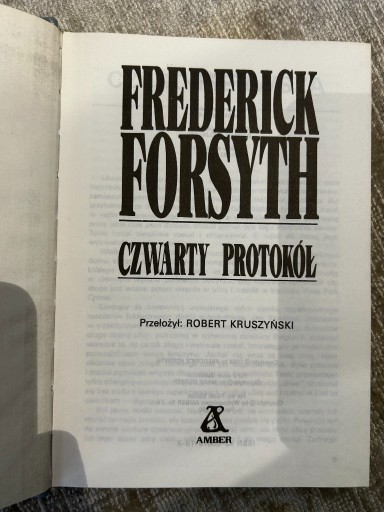 FREDERICK
FORSYTH
CZWARTY PROTOKÓŁ
Przełożył: ROBERT KRUSZYŃSKI
AMBER